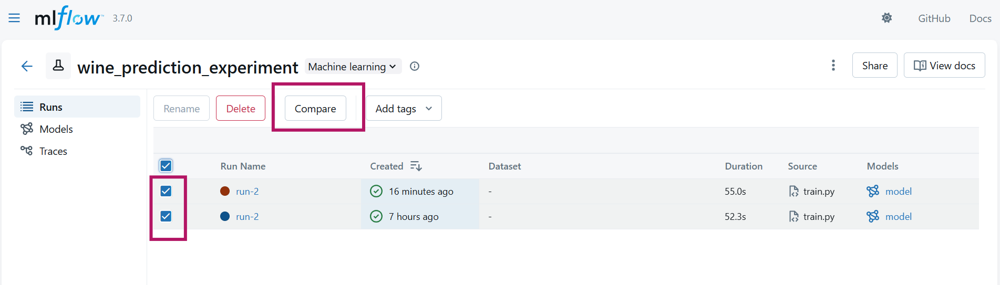 mlflow™ 3.7.0 GitHub Docs
wine_prediction_experiment Machine learning Share View docs
Runs
Models
Traces
Rename Delete Compare Add tags
Run Name Created Dataset Duration Source Models
run-2 16 minutes ago - 55.0s train.py model
run-2 7 hours ago - 52.3s train.py model